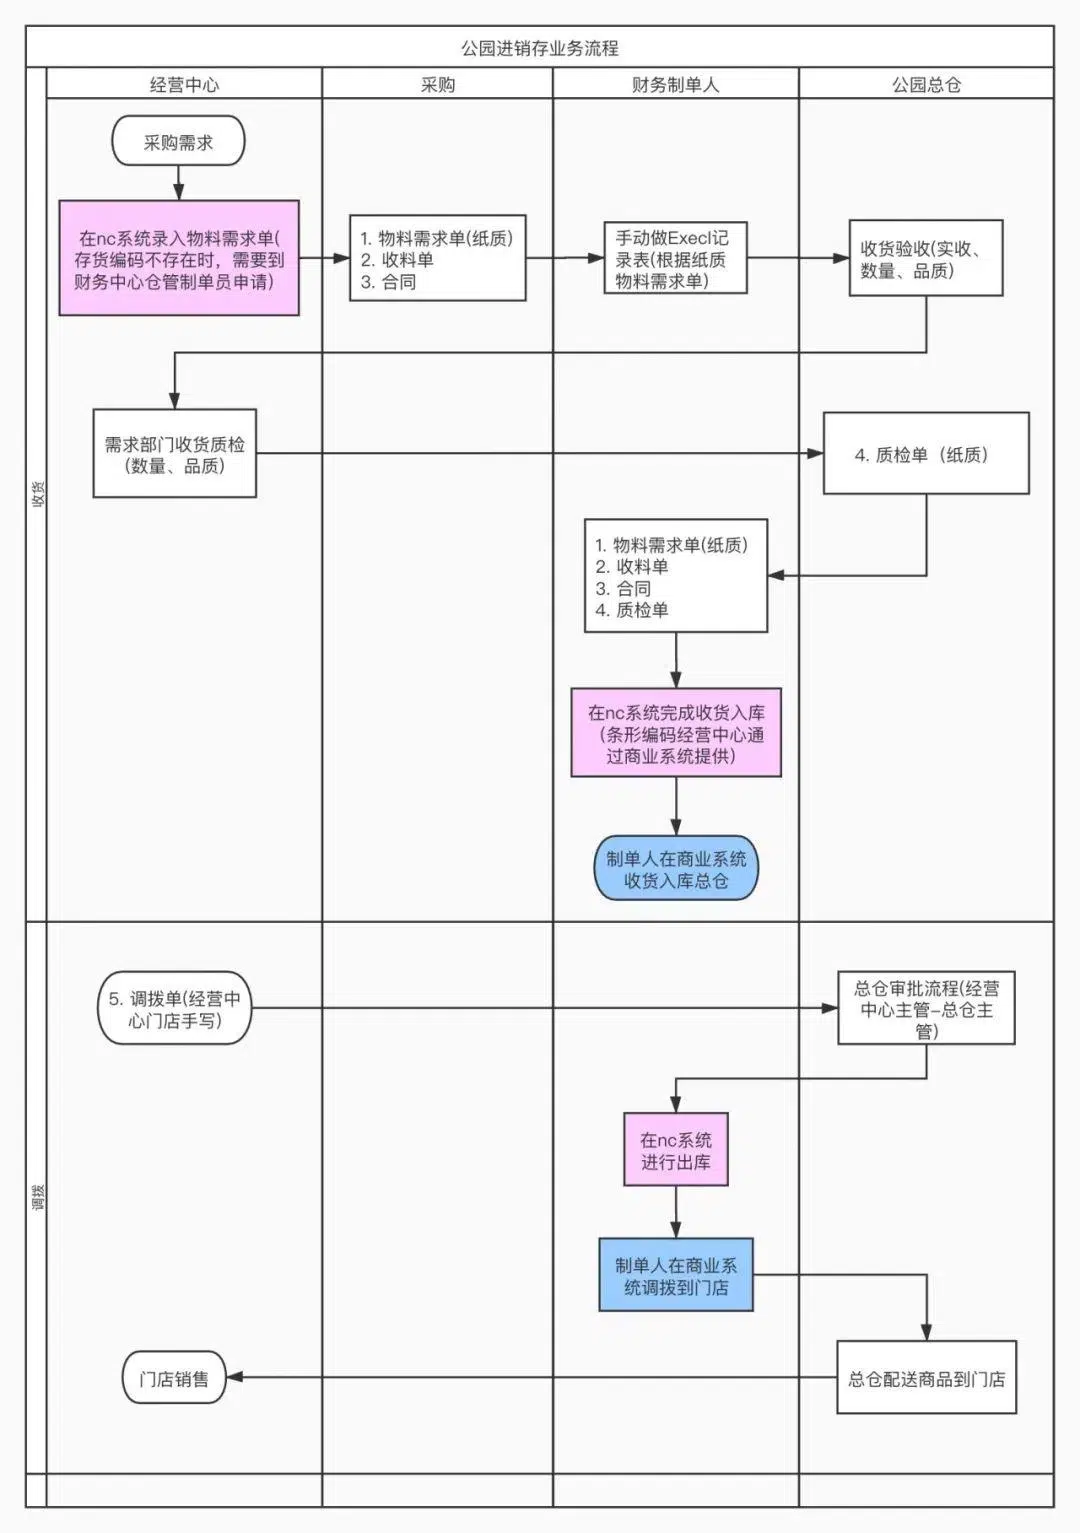 公园进销存业务流程
经营中心
采购
财务制单人
公园总仓
收货
采购需求
在nc系统录入物料需求单(
存货编码不存在时，需要到
财务中心仓管制单员申请)
1. 物料需求单(纸质)
2. 收料单
3. 合同
手动做Execl记
录表(根据纸质
物料需求单)
收货验收(实收、
数量、品质)
需求部门收货质检
(数量、品质)
4. 质检单（纸质）
1. 物料需求单(纸质)
2. 收料单
3. 合同
4. 质检单
在nc系统完成收货入库
（条形编码经营中心通
过商业系统提供）
制单人在商业系统
收货入库总仓
调拨
5. 调拨单(经营中
心门店手写)
总仓审批流程(经营
中心主管-总仓主
管)
在nc系统
进行出库
制单人在商业系
统调拨到门店
总仓配送商品到门店
门店销售